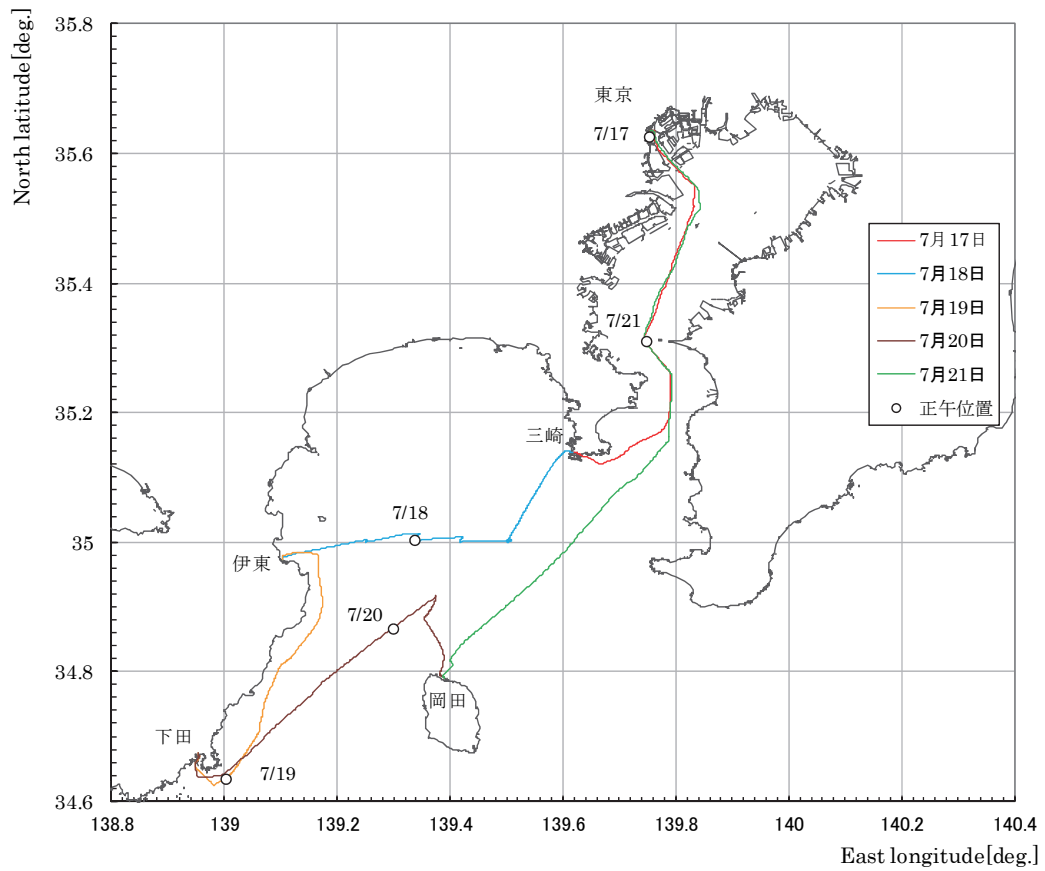 North latitude[deg.]
35.8
35.6
35.4
35.2
35
34.8
34.6
東京
7/17
7/21
三崎
7/18
伊東
7/20
岡田
下田
7/19
7月17日
7月18日
7月19日
7月20日
7月21日
正午位置
138.8
139
139.2
139.4
139.6
139.8
140
140.2
140.4
East longitude[deg.]